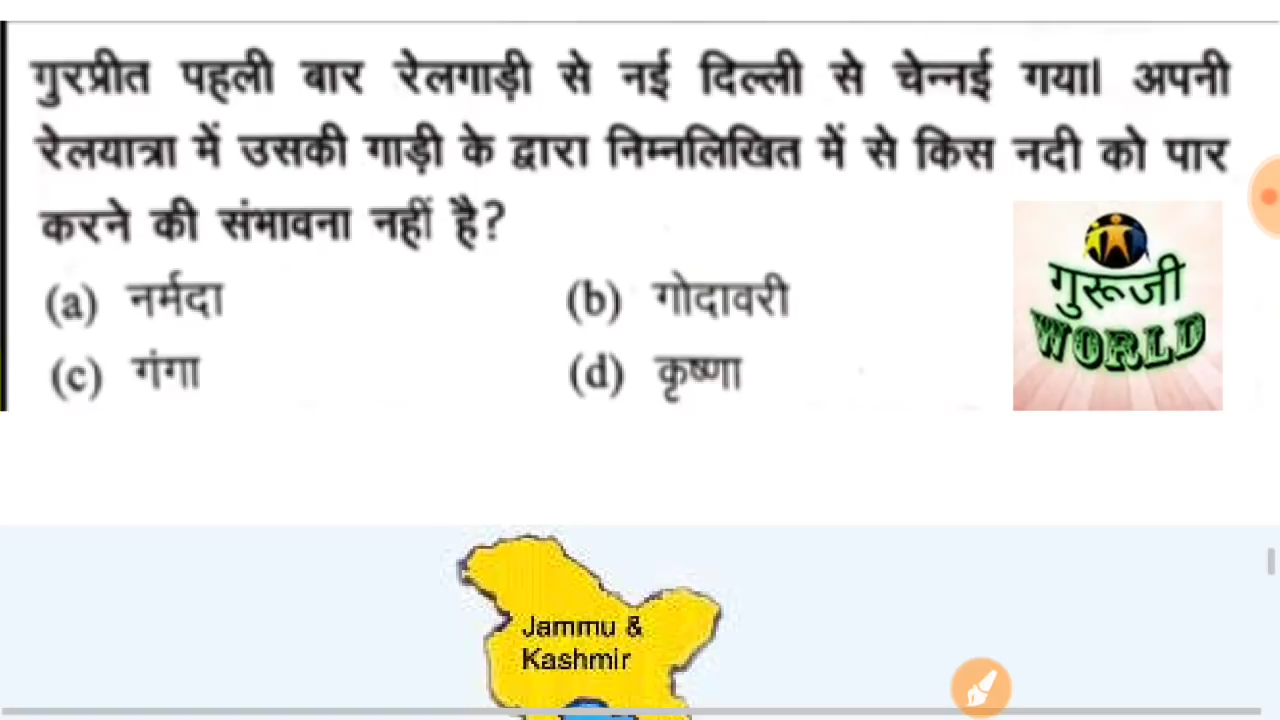 गुरप्रीत पहली बार रेलगाड़ी से नई दिल्ली से चेन्नई गया। अपनी
रेलयात्रा में उसकी गाड़ी के द्वारा निम्नलिखित में से किस नदी को पार
करने की संभावना नहीं है?
(a) नर्मदा
(b) गोदावरी
(c) गंगा
(d) कृष्णा
गुरूजी
WORLD
Jammu &
Kashmir